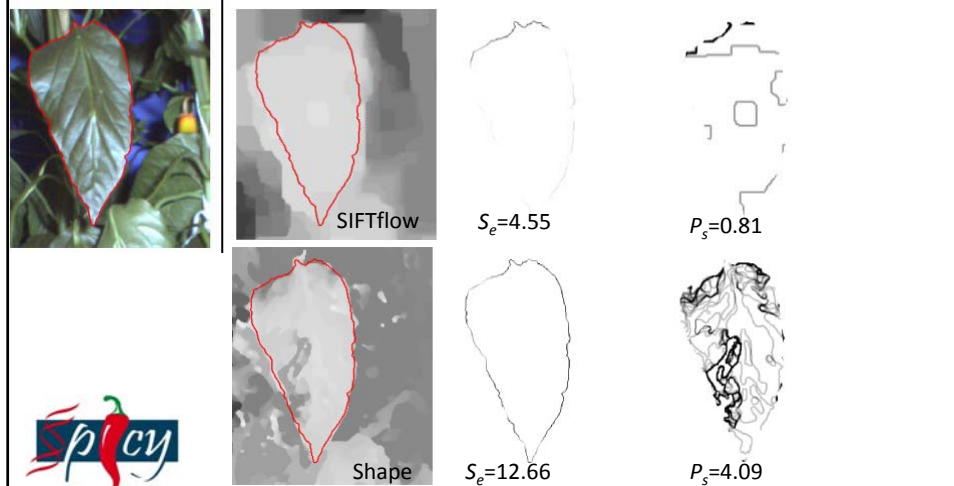 SIFTflow
Sₑ=4.55
Pₛ=0.81
Spicy
Shape
Sₑ=12.66
Pₛ=4.09